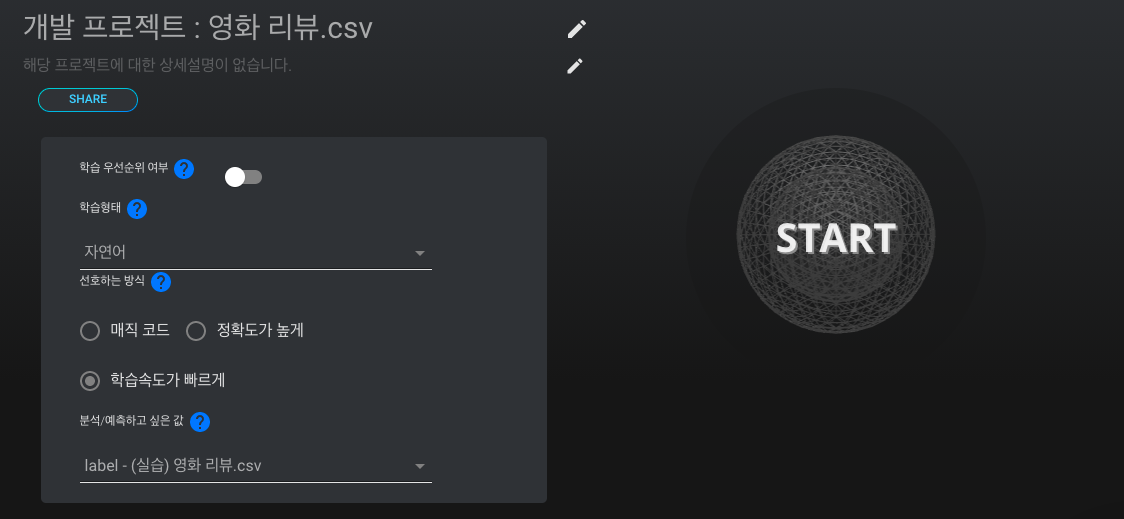 개발 프로젝트 : 영화 리뷰.csv
해당 프로젝트에 대한 상세설명이 없습니다.
SHARE
학습 우선순위 여부 ?
학습형태 ?
자연어
선호하는 방식 ?
매직 코드 정확도가 높게
학습속도가 빠르게
분석/예측하고 싶은 값 ?
label - (실습) 영화 리뷰.csv
START